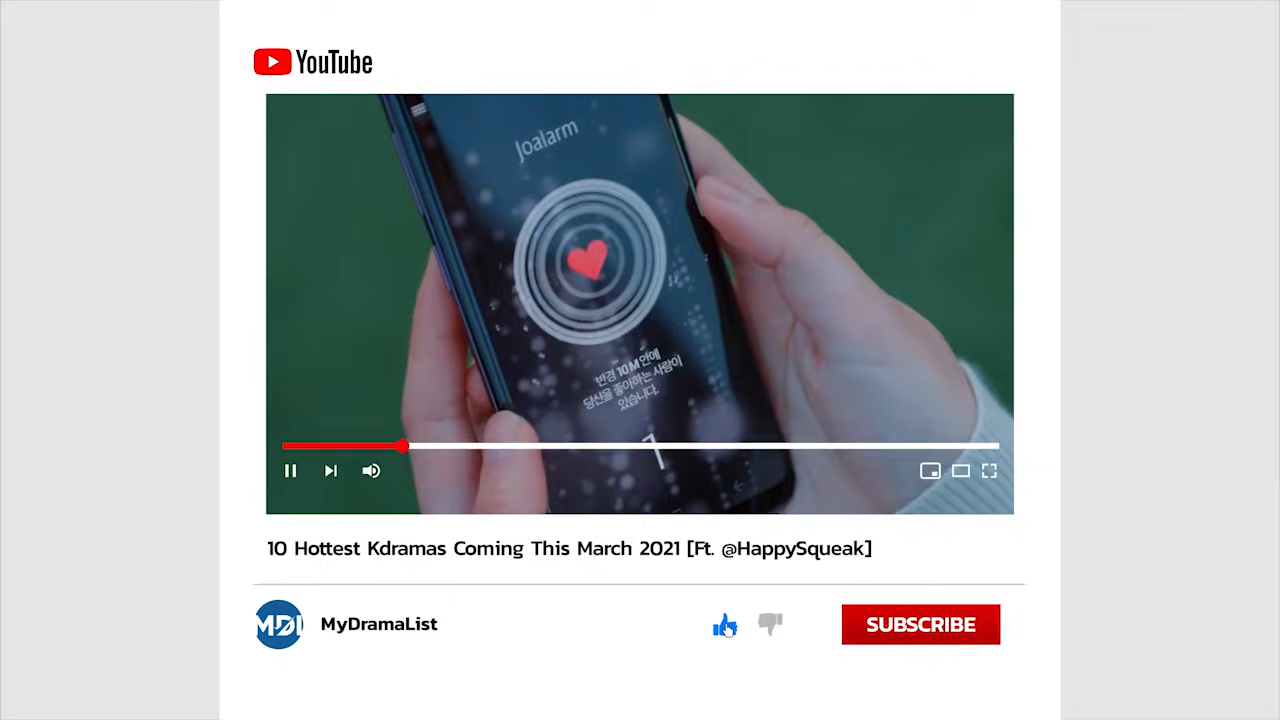 YouTube
Joalarm
반경 10M 안에
당신을 좋아하는 사람이
있습니다.
1
10 Hottest Kdramas Coming This March 2021 [Ft. @HappySqueak]
MDL
MyDramaList
SUBSCRIBE